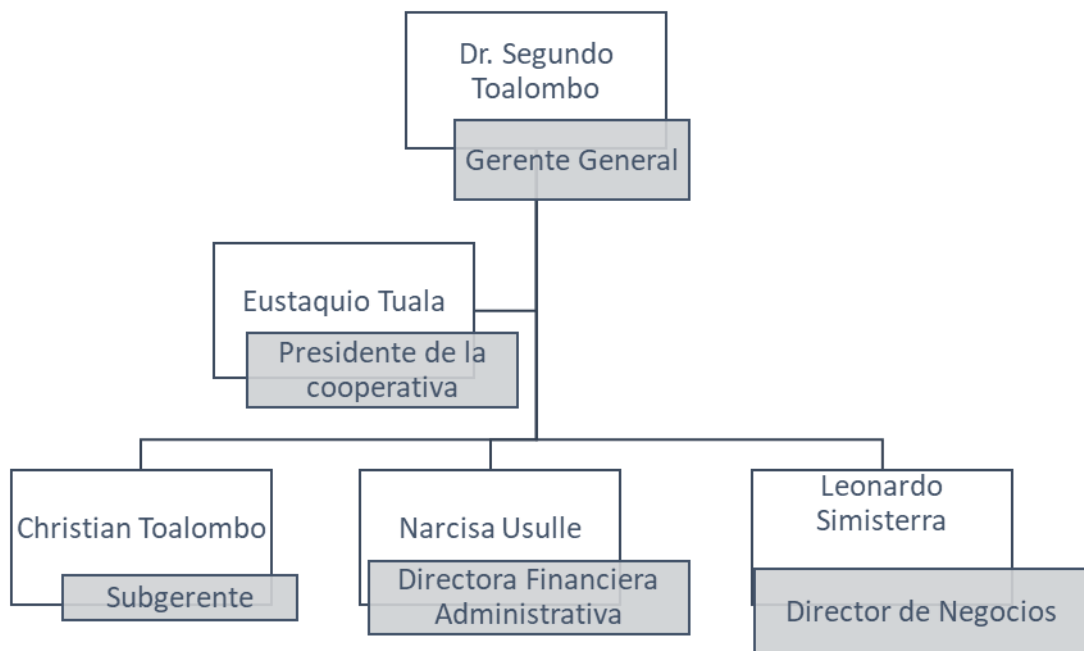 Dr. Segundo
Toalombo
Gerente General
Eustaquio Tuala
Presidente de la
cooperativa
Christian Toalombo
Subgerente
Narcisa Usulle
Directora Financiera
Administrativa
Leonardo
Simisterra
Director de Negocios